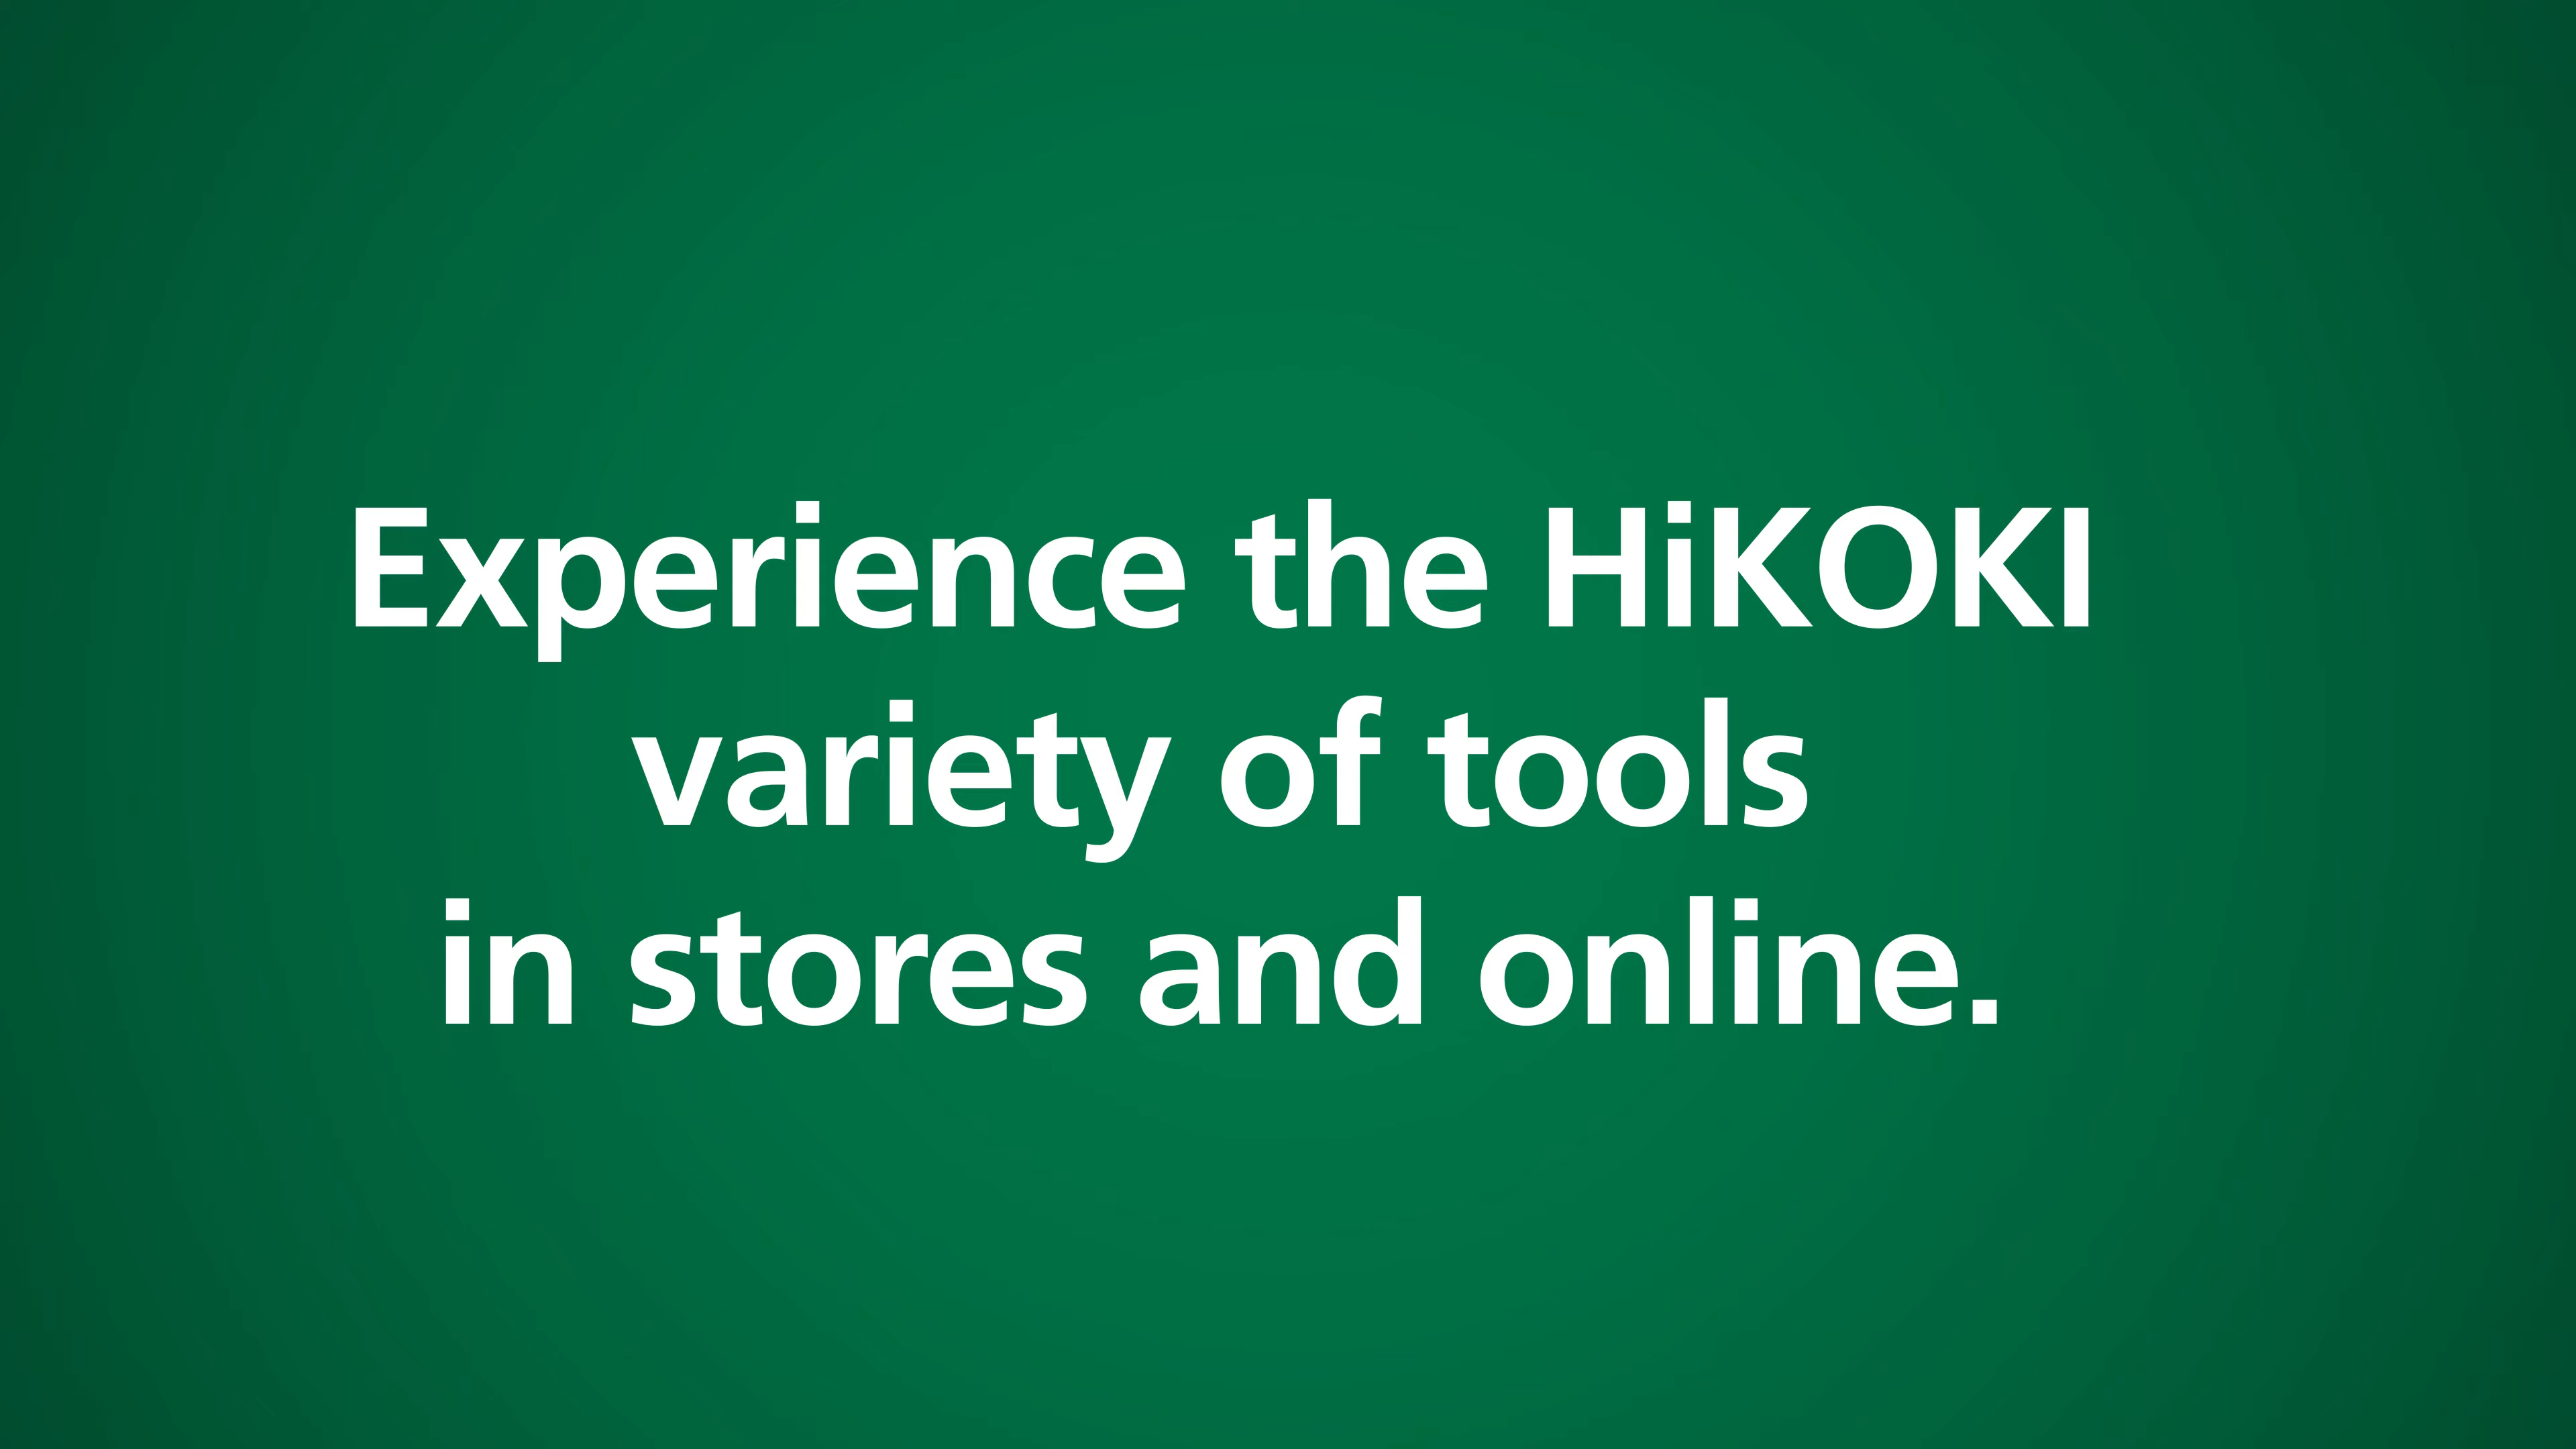 Experience the HiKOKI
variety of tools
in stores and online.